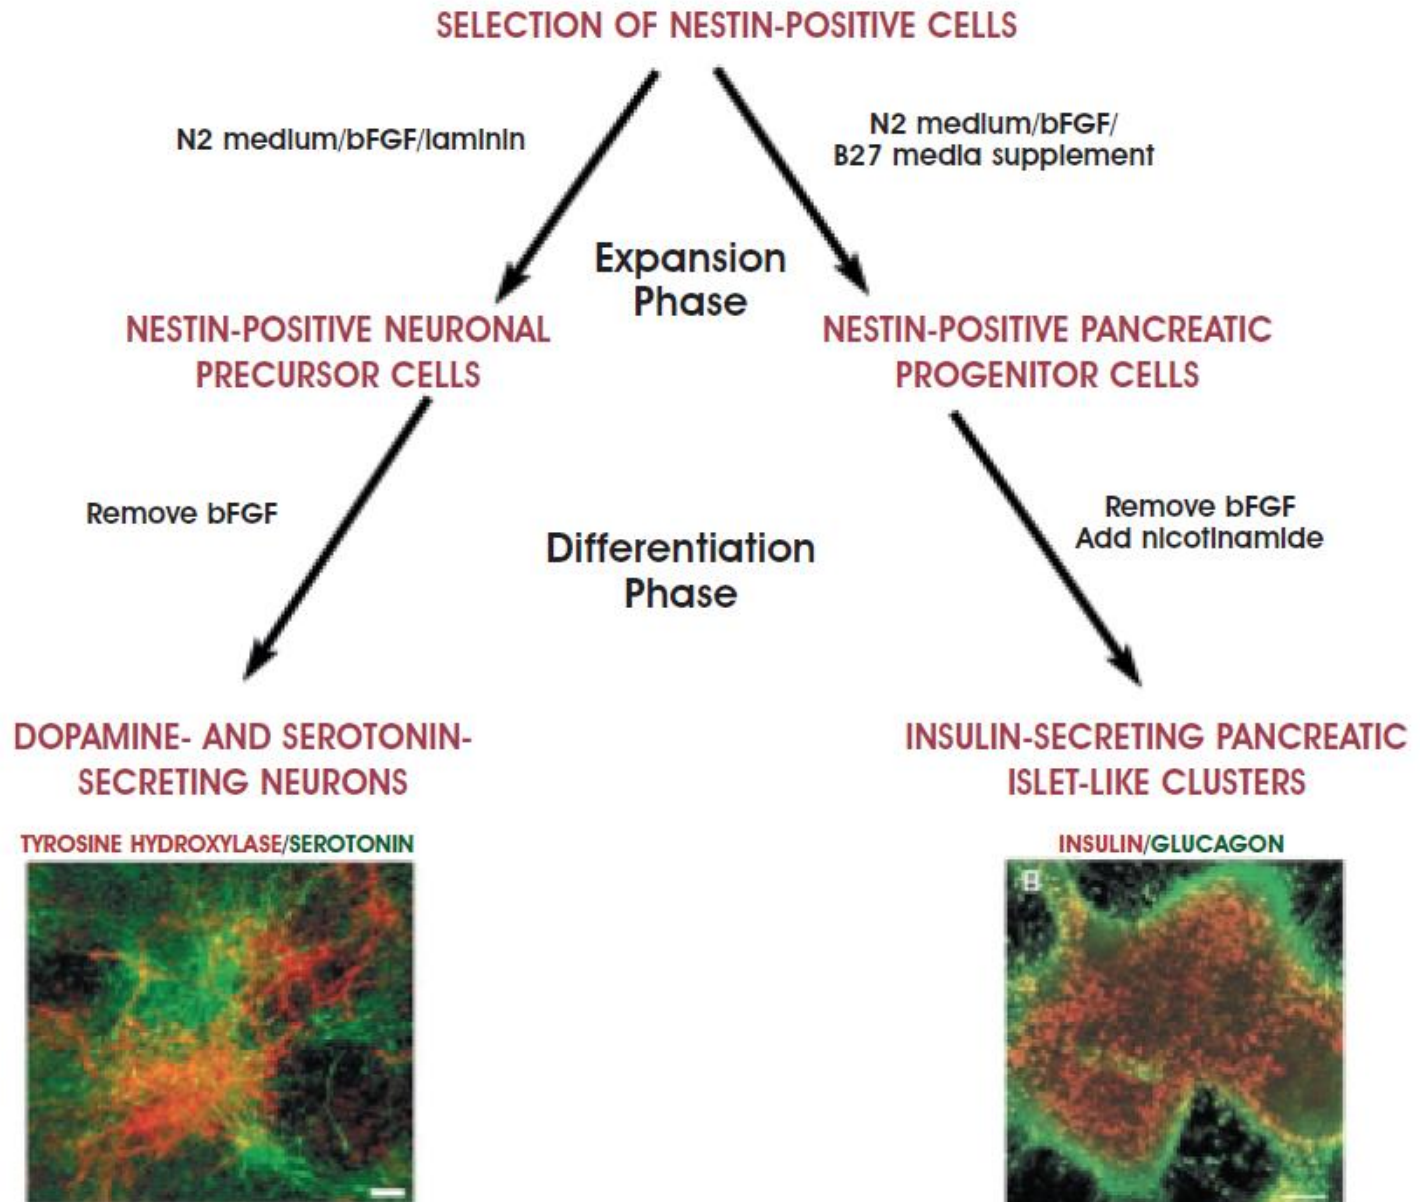 SELECTION OF NESTIN-POSITIVE CELLS
N2 medium/bFGF/laminin
N2 medium/bFGF/
B27 media supplement
Expansion
Phase
NESTIN-POSITIVE NEURONAL
PRECURSOR CELLS
NESTIN-POSITIVE PANCREATIC
PROGENITOR CELLS
Remove bFGF
Remove bFGF
Add nicotinamide
Differentiation
Phase
DOPAMINE- AND SEROTONIN-
SECRETING NEURONS
INSULIN-SECRETING PANCREATIC
ISLET-LIKE CLUSTERS
TYROSINE HYDROXYLASE/SEROTONIN
INSULIN/GLUCAGON
B